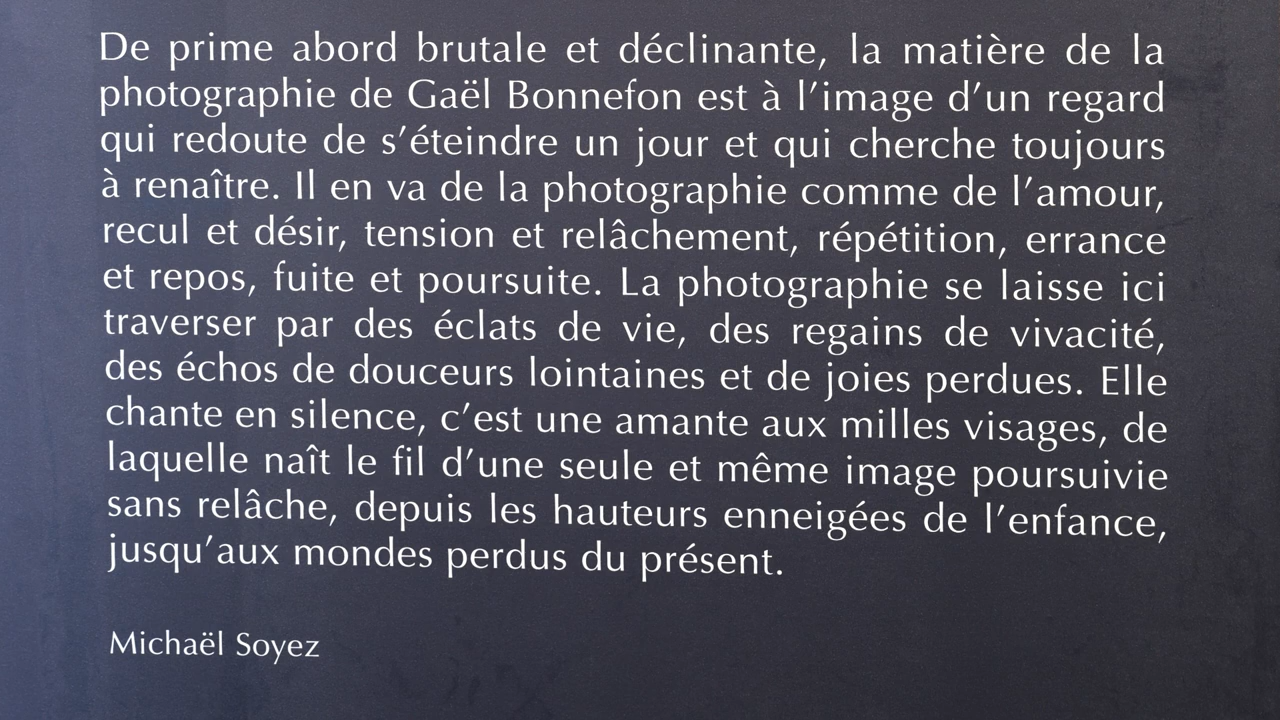 De prime abord brutale et déclinante, la matière de la
photographie de Gaël Bonnefon est à l’image d’un regard
qui redoute de s’éteindre un jour et qui cherche toujours
à renaître. Il en va de la photographie comme de l’amour,
recul et désir, tension et relâchement, répétition, errance
et repos, fuite et poursuite. La photographie se laisse ici
traverser par des éclats de vie, des regains de vivacité,
des échos de douceurs lointaines et de joies perdues. Elle
chante en silence, c’est une amante aux milles visages, de
laquelle naît le fil d’une seule et même image poursuivie
sans relâche, depuis les hauteurs enneigées de l’enfance,
jusqu’aux mondes perdus du présent.
Michaël Soyez